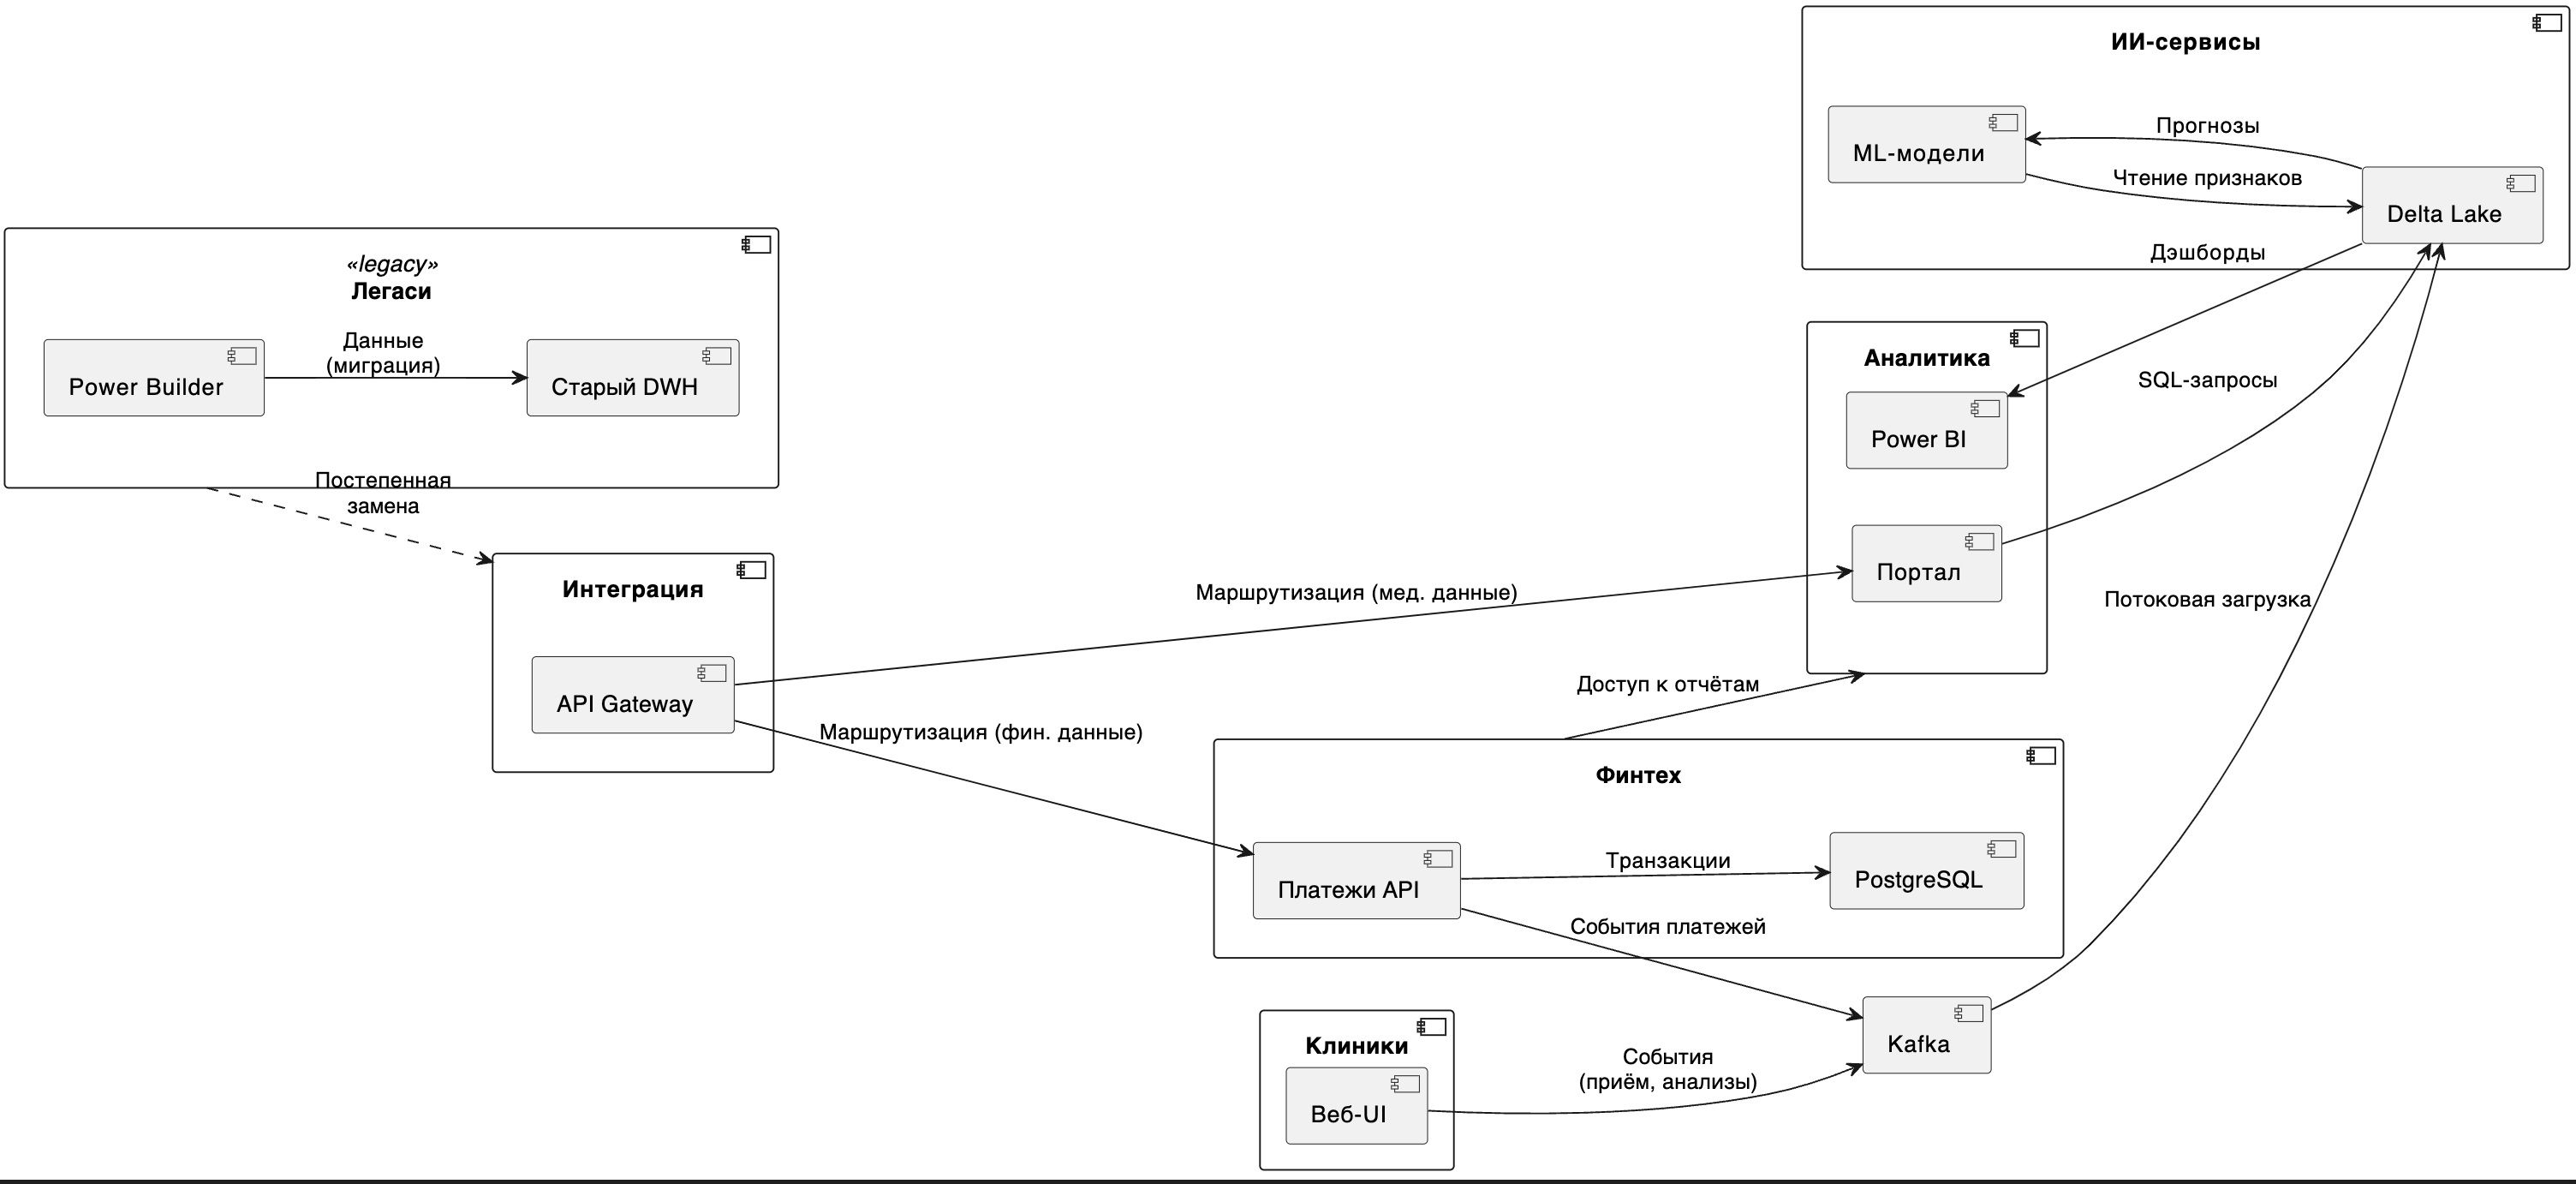 ИИ-сервисы
ML-модели
Прогнозы
Чтение признаков
Delta Lake
Дэшборды
«legacy»
Легаси
Power Builder
Данные
(миграция)
Старый DWH
Постепенная
замена
Аналитика
Power BI
SQL-запросы
Портал
Интеграция
API Gateway
Маршрутизация (мед. данные)
Потоковая загрузка
Доступ к отчётам
Маршрутизация (фин. данные)
Финтех
Платежи API
Транзакции
PostgreSQL
События платежей
Клиники
Веб-UI
События
(приём, анализы)
Kafka